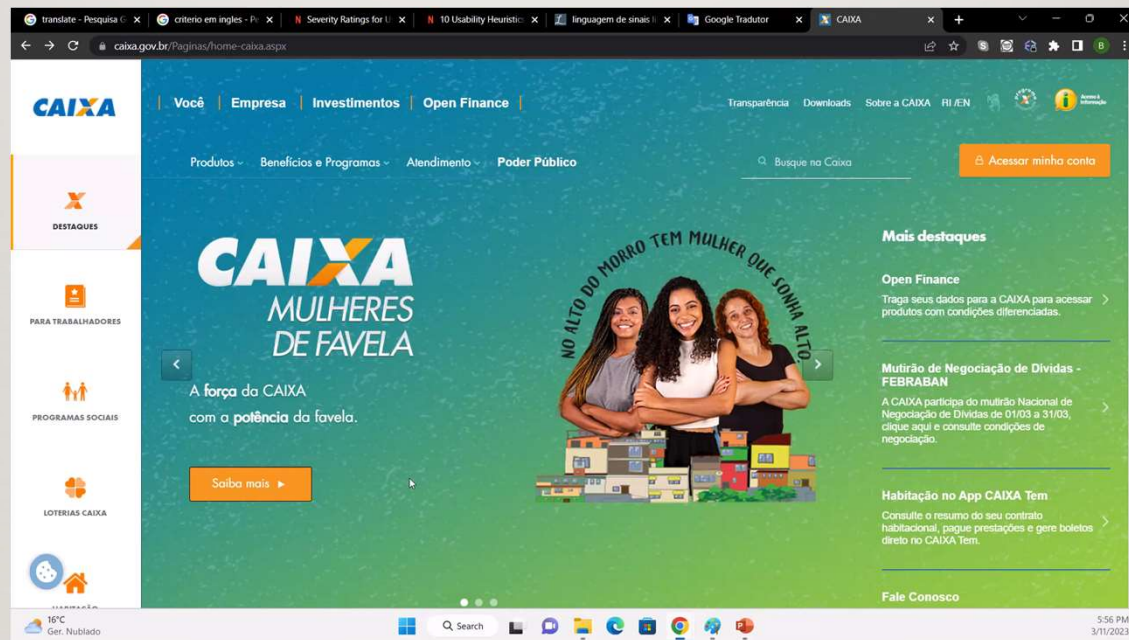 translate - Pesquisa G
criterio em ingles - Pe
Severity Ratings for U
10 Usability Heuristic
linguagem de sinais li
Google Tradutor
CAIXA
caixa.gov.br/Paginas/home-caixa.aspx
CAIXA
Você | Empresa | Investimentos | Open Finance |
Transparência Downloads Sobre a CAIXA RI /EN
Acesso à
Informação
Produtos
Benefícios e Programas
Atendimento
Poder Público
Busque na Caixa
Acessar minha conta
DESTAQUES
PARA TRABALHADORES
PROGRAMAS SOCIAIS
LOTERIAS CAIXA
CAIXA
MULHERES
DE FAVELA
A força da CAIXA
com a potência da favela.
Saiba mais
NO ALTO DO MORRO TEM MULHER QUE SONHA ALTO.
Mais destaques
Open Finance
Traga seus dados para a CAIXA para acessar
produtos com condições diferenciadas.
Mutirão de Negociação de Dívidas -
FEBRABAN
A CAIXA participa do mutirão Nacional de
Negociação de Dívidas de 01/03 a 31/03,
clique aqui e consulte condições de
negociação.
Habitação no App CAIXA Tem
Consulte o resumo do seu contrato
habitacional, pague prestações e gere boletos
direto no CAIXA Tem.
Fale Conosco
16°C
Ger. Nublado
Search
5:56 PM
3/11/2023